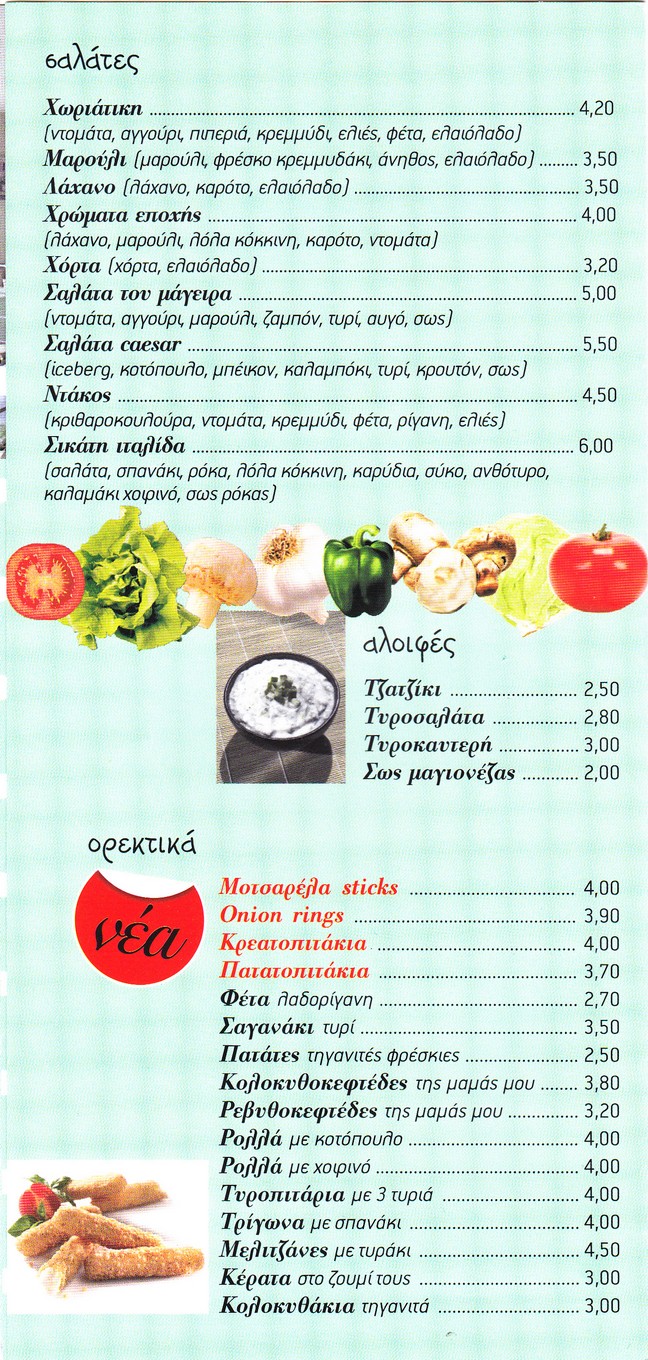 σαλάτες
Χωριάτικη ... 4,20
(ντομάτα, αγγούρι, πιπεριά, κρεμμύδι, ελιές, φέτα, ελαιόλαδο)
Μαρούλι (μαρούλι, φρέσκο κρεμμυδάκι, άνηθος, ελαιόλαδο) ... 3,50
Λάχανο (λάχανο, καρότο, ελαιόλαδο) ... 3,50
Χρώματα εποχής ... 4,00
(λάχανο, μαρούλι, λόλα κόκκινη, καρότο, ντομάτα)
Χόρτα (χόρτα, ελαιόλαδο) ... 3,20
Σαλάτα του μάγειρα ... 5,00
(ντομάτα, αγγούρι, μαρούλι, ζαμπόν, τυρί, αυγό, σως)
Σαλάτα caesar ... 5,50
(iceberg, κοτόπουλο, μπέικον, καλαμπόκι, τυρί, κρουτόν, σως)
Ντάκος ... 4,50
(κριθαροκουλούρα, ντομάτα, κρεμμύδι, φέτα, ρίγανη, ελιές)
Σικάτη ιταλίδα ... 6,00
(σαλάτα, σπανάκι, ρόκα, λόλα κόκκινη, καρύδια, σύκο, ανθότυρο,
καλαμάκι χοιρινό, σως ρόκας)
αλοιφές
Τζατζίκι ... 2,50
Τυροσαλάτα ... 2,80
Τυροκαυτερή ... 3,00
Σως μαγιονέζας ... 2,00
ορεκτικά
νέα
Μοτσαρέλα sticks ... 4,00
Onion rings ... 3,90
Κρεατοπιτάκια ... 4,00
Πατατοπιτάκια ... 3,70
Φέτα λαδορίγανη ... 2,70
Σαγανάκι τυρί ... 3,50
Πατάτες τηγανιτές φρέσκιες ... 2,50
Κολοκυθοκεφτέδες της μαμάς μου ... 3,80
Ρεβυθοκεφτέδες της μαμάς μου ... 3,20
Ρολλά με κοτόπουλο ... 4,00
Ρολλά με χοιρινό ... 4,00
Τυροπιτάρια με 3 τυριά ... 4,00
Τρίγωνα με σπανάκι ... 4,00
Μελιτζάνες με τυράκι ... 4,50
Κέρατα στο ζουμί τους ... 3,00
Κολοκυθάκια τηγανιτά ... 3,00